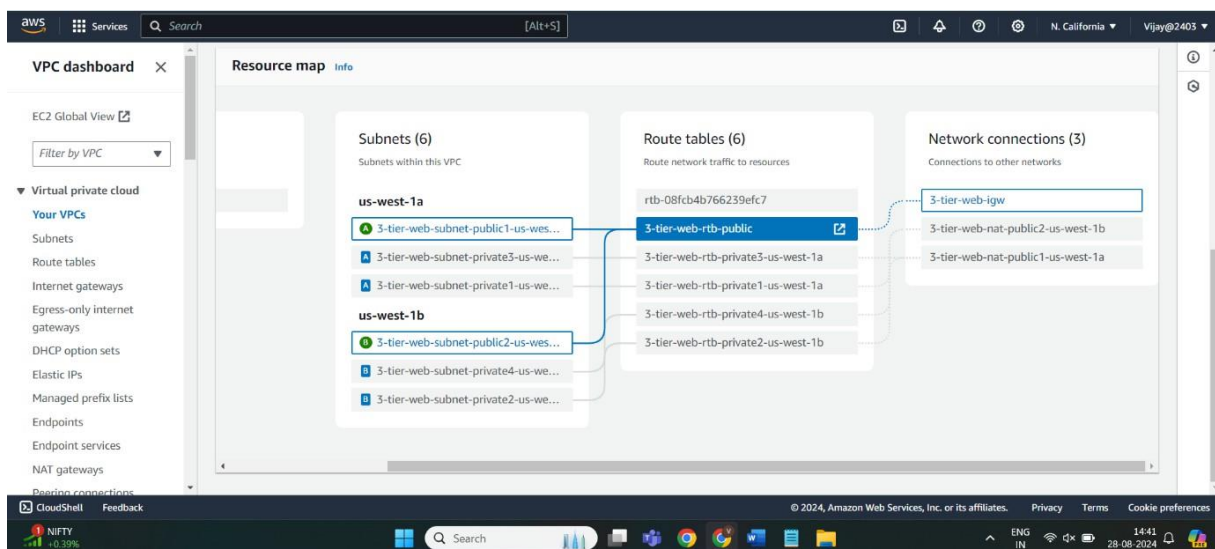 aws
Services
Search
[Alt+S]
N. California
Vijay@2403
VPC dashboard
EC2 Global View
Filter by VPC
Virtual private cloud
Your VPCs
Subnets
Route tables
Internet gateways
Egress-only internet
gateways
DHCP option sets
Elastic IPs
Managed prefix lists
Endpoints
Endpoint services
NAT gateways
Peering connections
Resource map Info
Subnets (6)
Subnets within this VPC
us-west-1a
A 3-tier-web-subnet-public1-us-wes...
A 3-tier-web-subnet-private3-us-we...
A 3-tier-web-subnet-private1-us-we...
us-west-1b
B 3-tier-web-subnet-public2-us-wes...
B 3-tier-web-subnet-private4-us-we...
B 3-tier-web-subnet-private2-us-we...
Route tables (6)
Route network traffic to resources
rtb-08fcb4b766239efc7
3-tier-web-rtb-public
3-tier-web-rtb-private3-us-west-1a
3-tier-web-rtb-private1-us-west-1a
3-tier-web-rtb-private4-us-west-1b
3-tier-web-rtb-private2-us-west-1b
Network connections (3)
Connections to other networks
3-tier-web-igw
3-tier-web-nat-public2-us-west-1b
3-tier-web-nat-public1-us-west-1a
CloudShell Feedback
© 2024, Amazon Web Services, Inc. or its affiliates. Privacy Terms Cookie preferences
1
NIFTY
+0.39%
Search
ENG
IN
14:41
28-08-2024